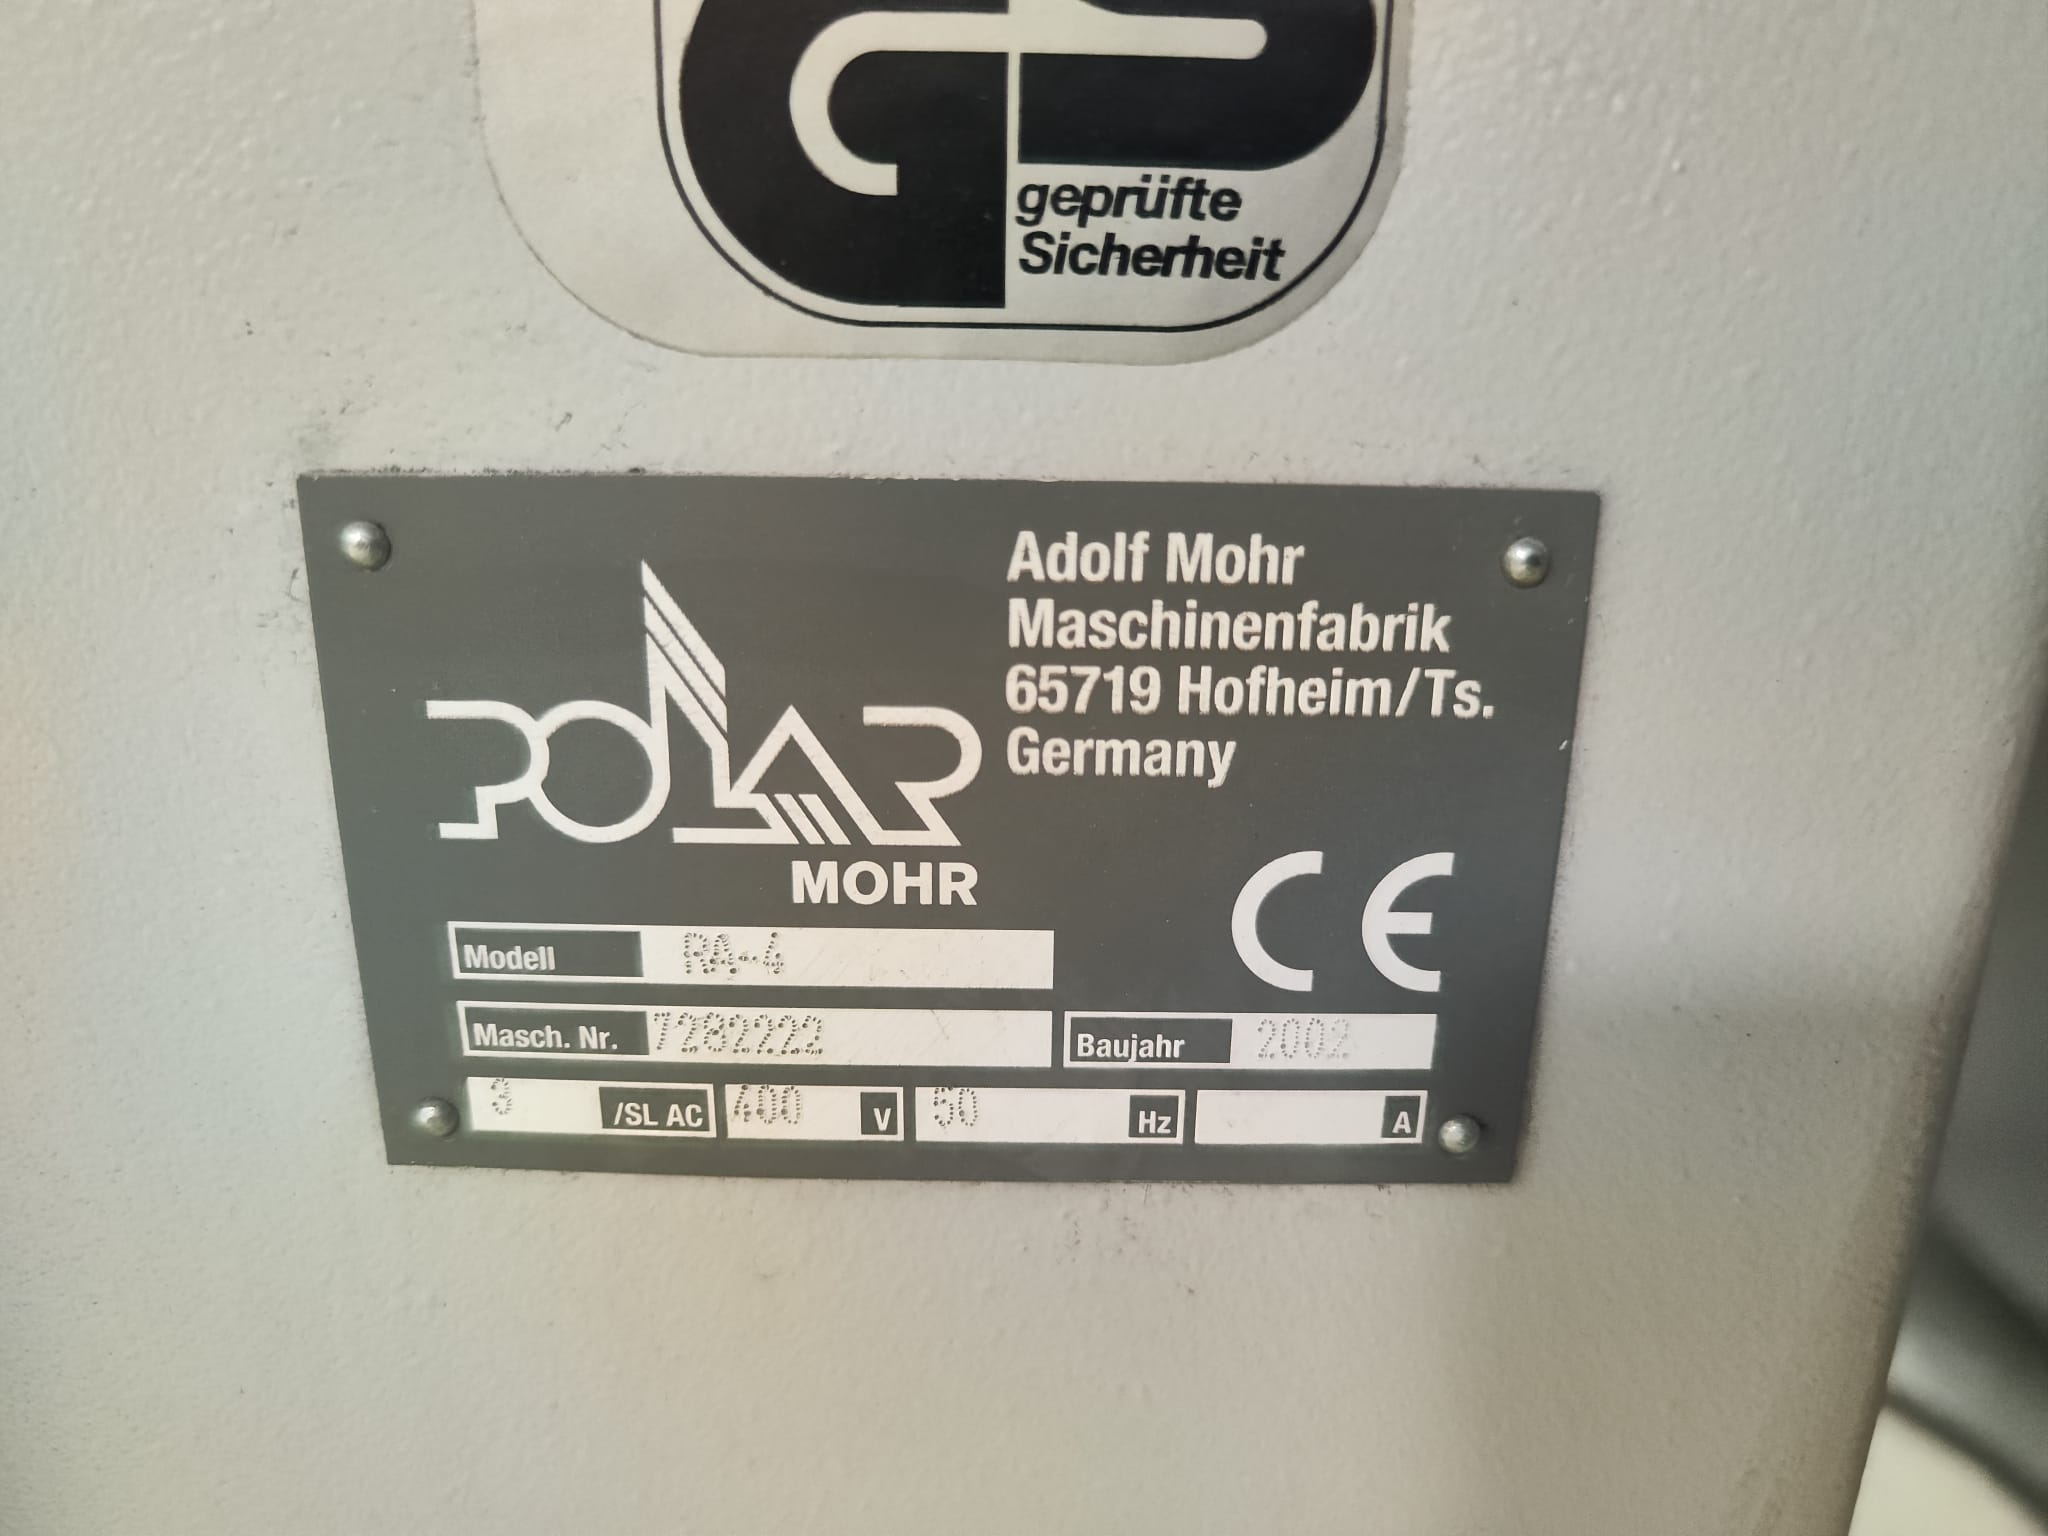 geprüfte
Sicherheit
Adolf Mohr
Maschinenfabrik
65719 Hofheim/Ts.
Germany
POLAR
MOHR
CE
Modell RA-4
Masch. Nr. 7282222 Baujahr 2002
3 /SL AC 400 V 50 Hz A